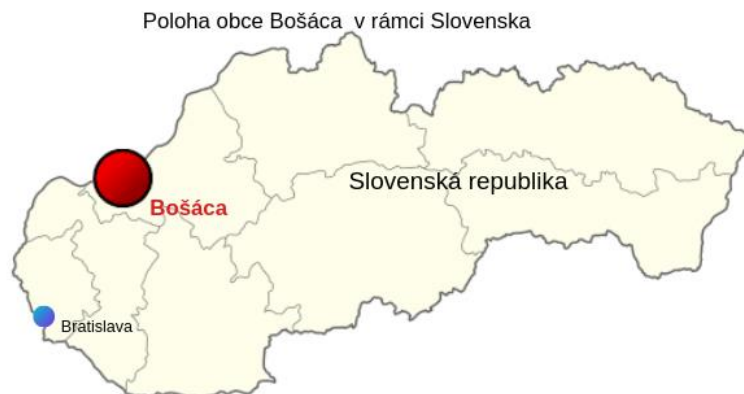 Poloha obce Bošáca v rámci Slovenska
Slovenská republika
Bošáca
Bratislava